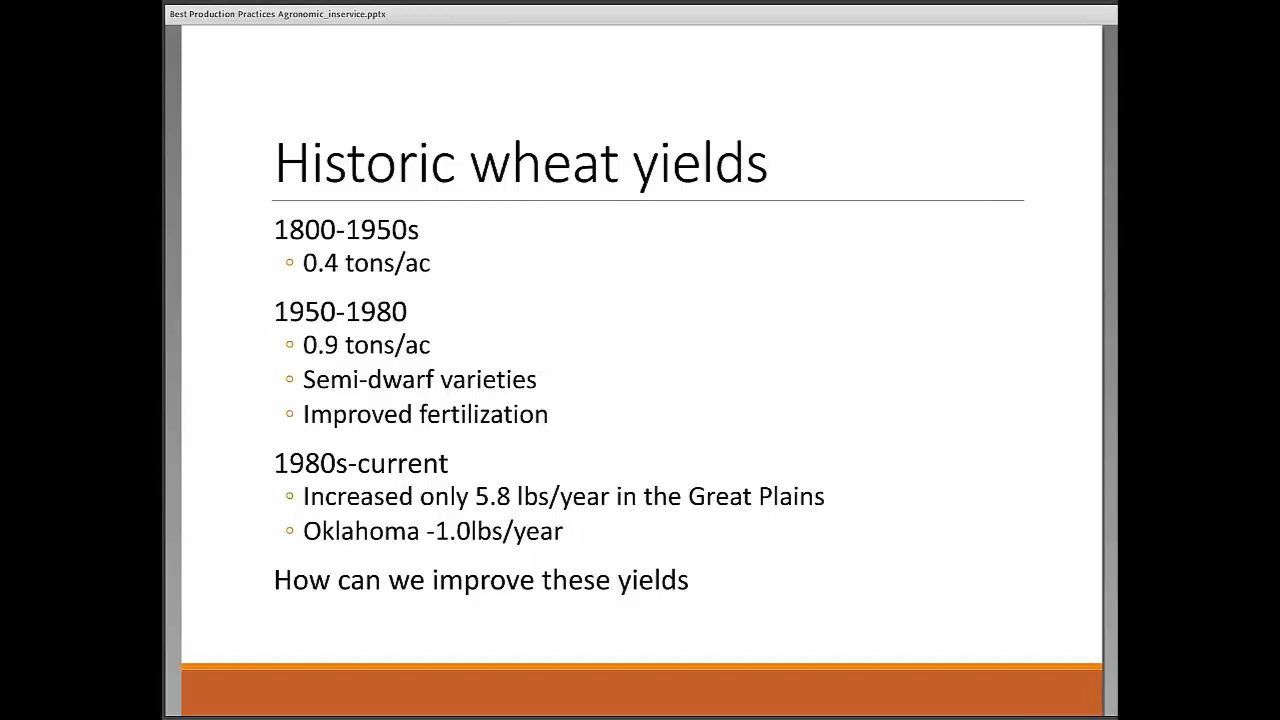 Best Production Practices Agronomic_inservice.pptx
Historic wheat yields
1800-1950s
◦ 0.4 tons/ac
1950-1980
◦ 0.9 tons/ac
◦ Semi-dwarf varieties
◦ Improved fertilization
1980s-current
◦ Increased only 5.8 lbs/year in the Great Plains
◦ Oklahoma -1.0lbs/year
How can we improve these yields